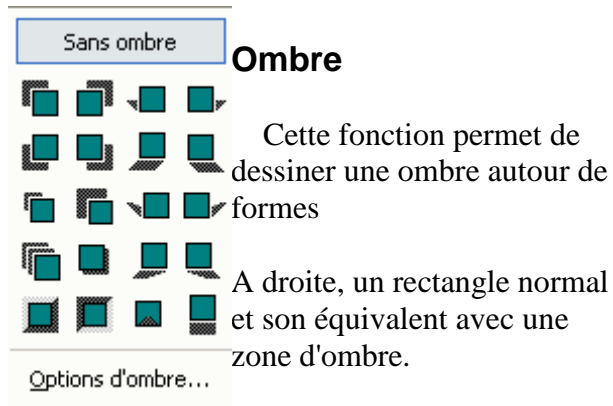 Sans ombre
Ombre
Cette fonction permet de
dessiner une ombre autour de
formes
A droite, un rectangle normal
et son équivalent avec une
zone d'ombre.
Options d'ombre...